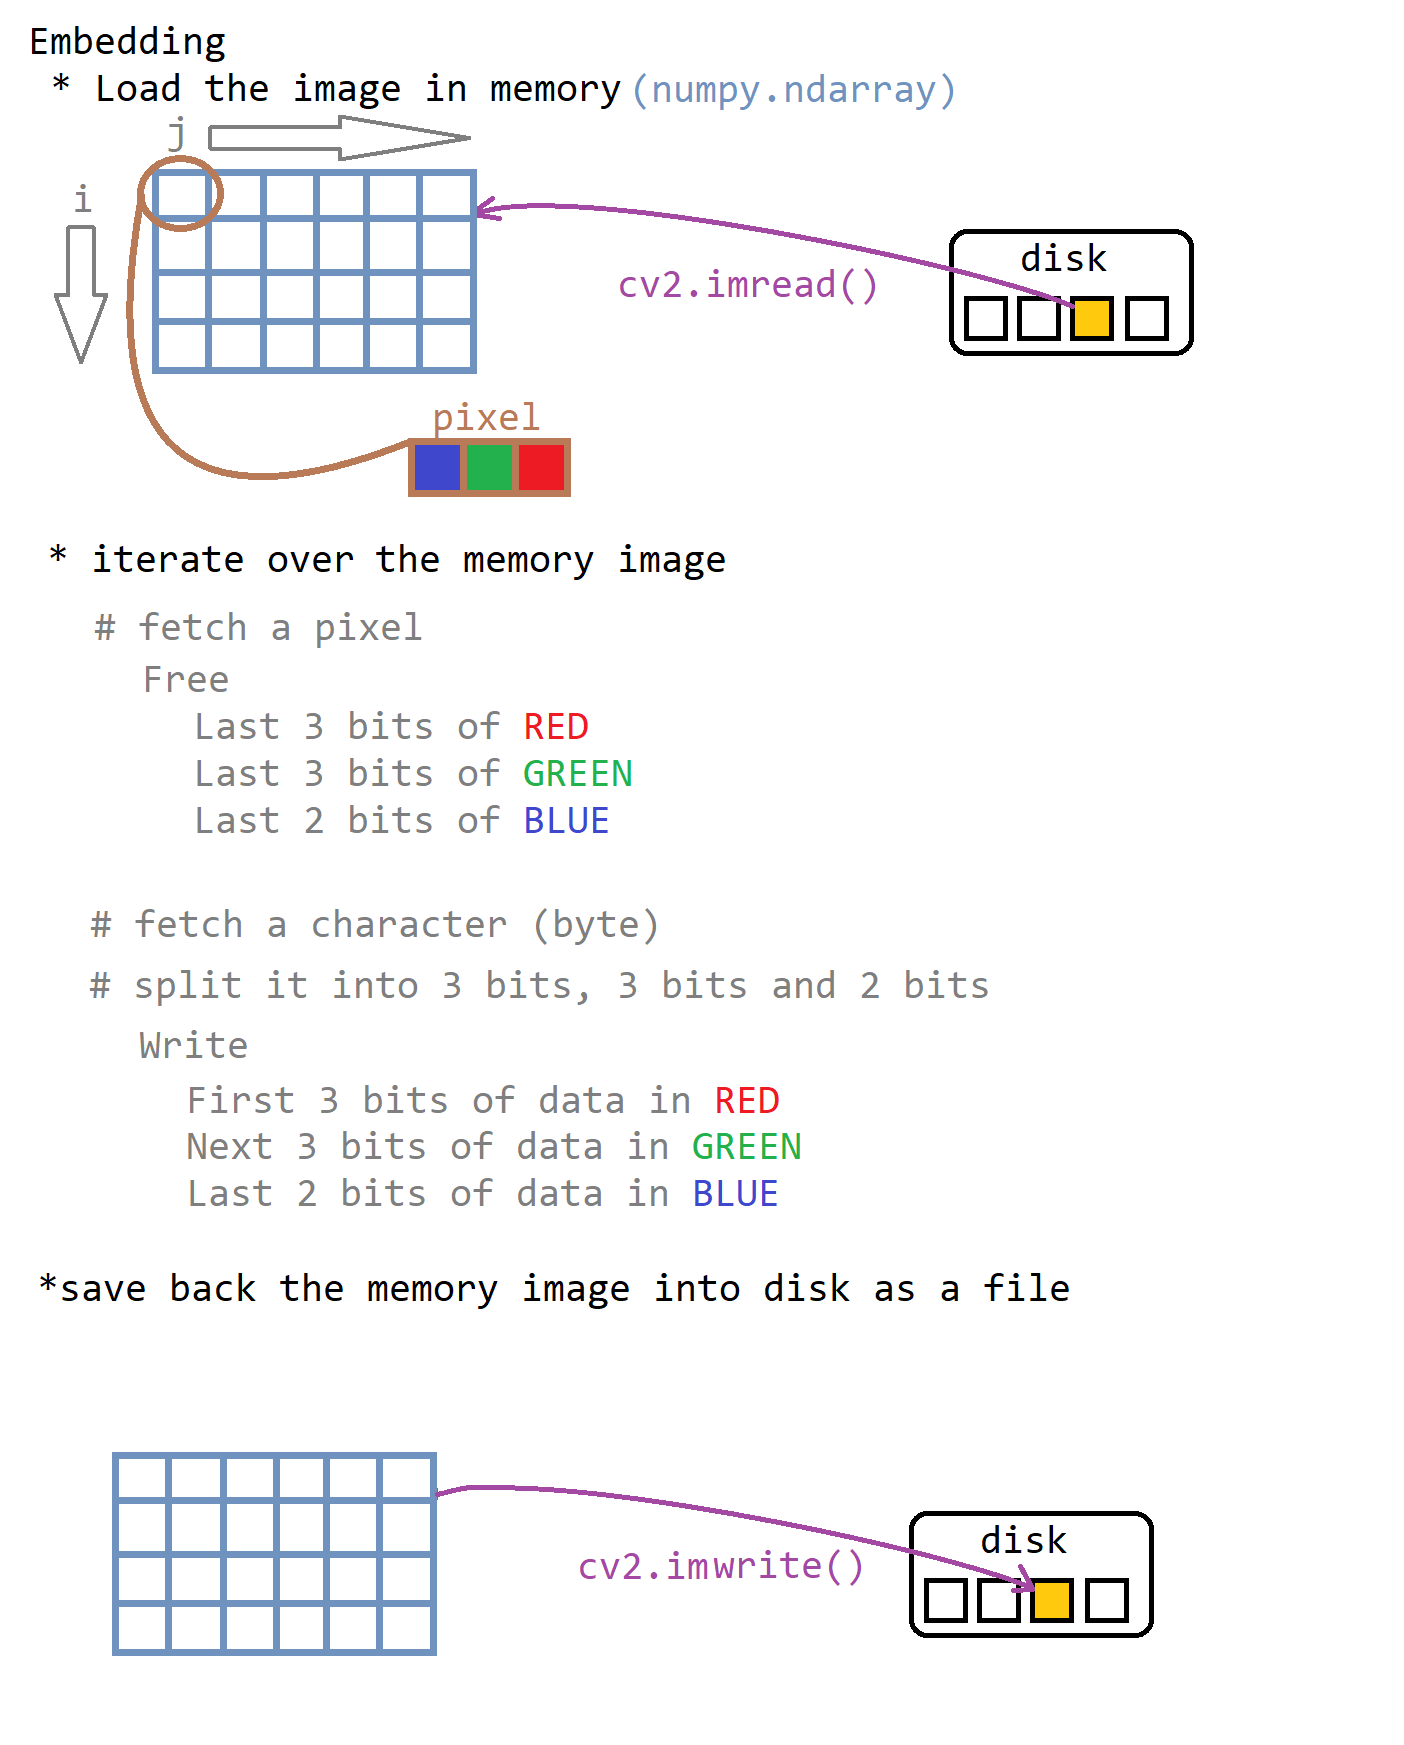 Embedding
* Load the image in memory (numpy.ndarray)
j
i
disk
cv2.imread()
pixel
* iterate over the memory image
# fetch a pixel
Free
Last 3 bits of RED
Last 3 bits of GREEN
Last 2 bits of BLUE
# fetch a character (byte)
# split it into 3 bits, 3 bits and 2 bits
Write
First 3 bits of data in RED
Next 3 bits of data in GREEN
Last 2 bits of data in BLUE
*save back the memory image into disk as a file
disk
cv2.imwrite()